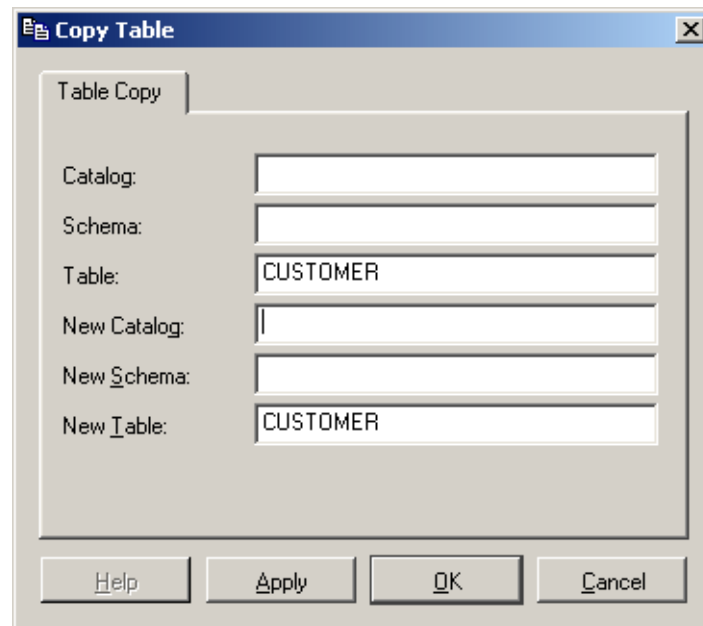 Copy Table
Table Copy
Catalog:
Schema:
Table: CUSTOMER
New Catalog:
New Schema:
New Table: CUSTOMER
Help Apply OK Cancel